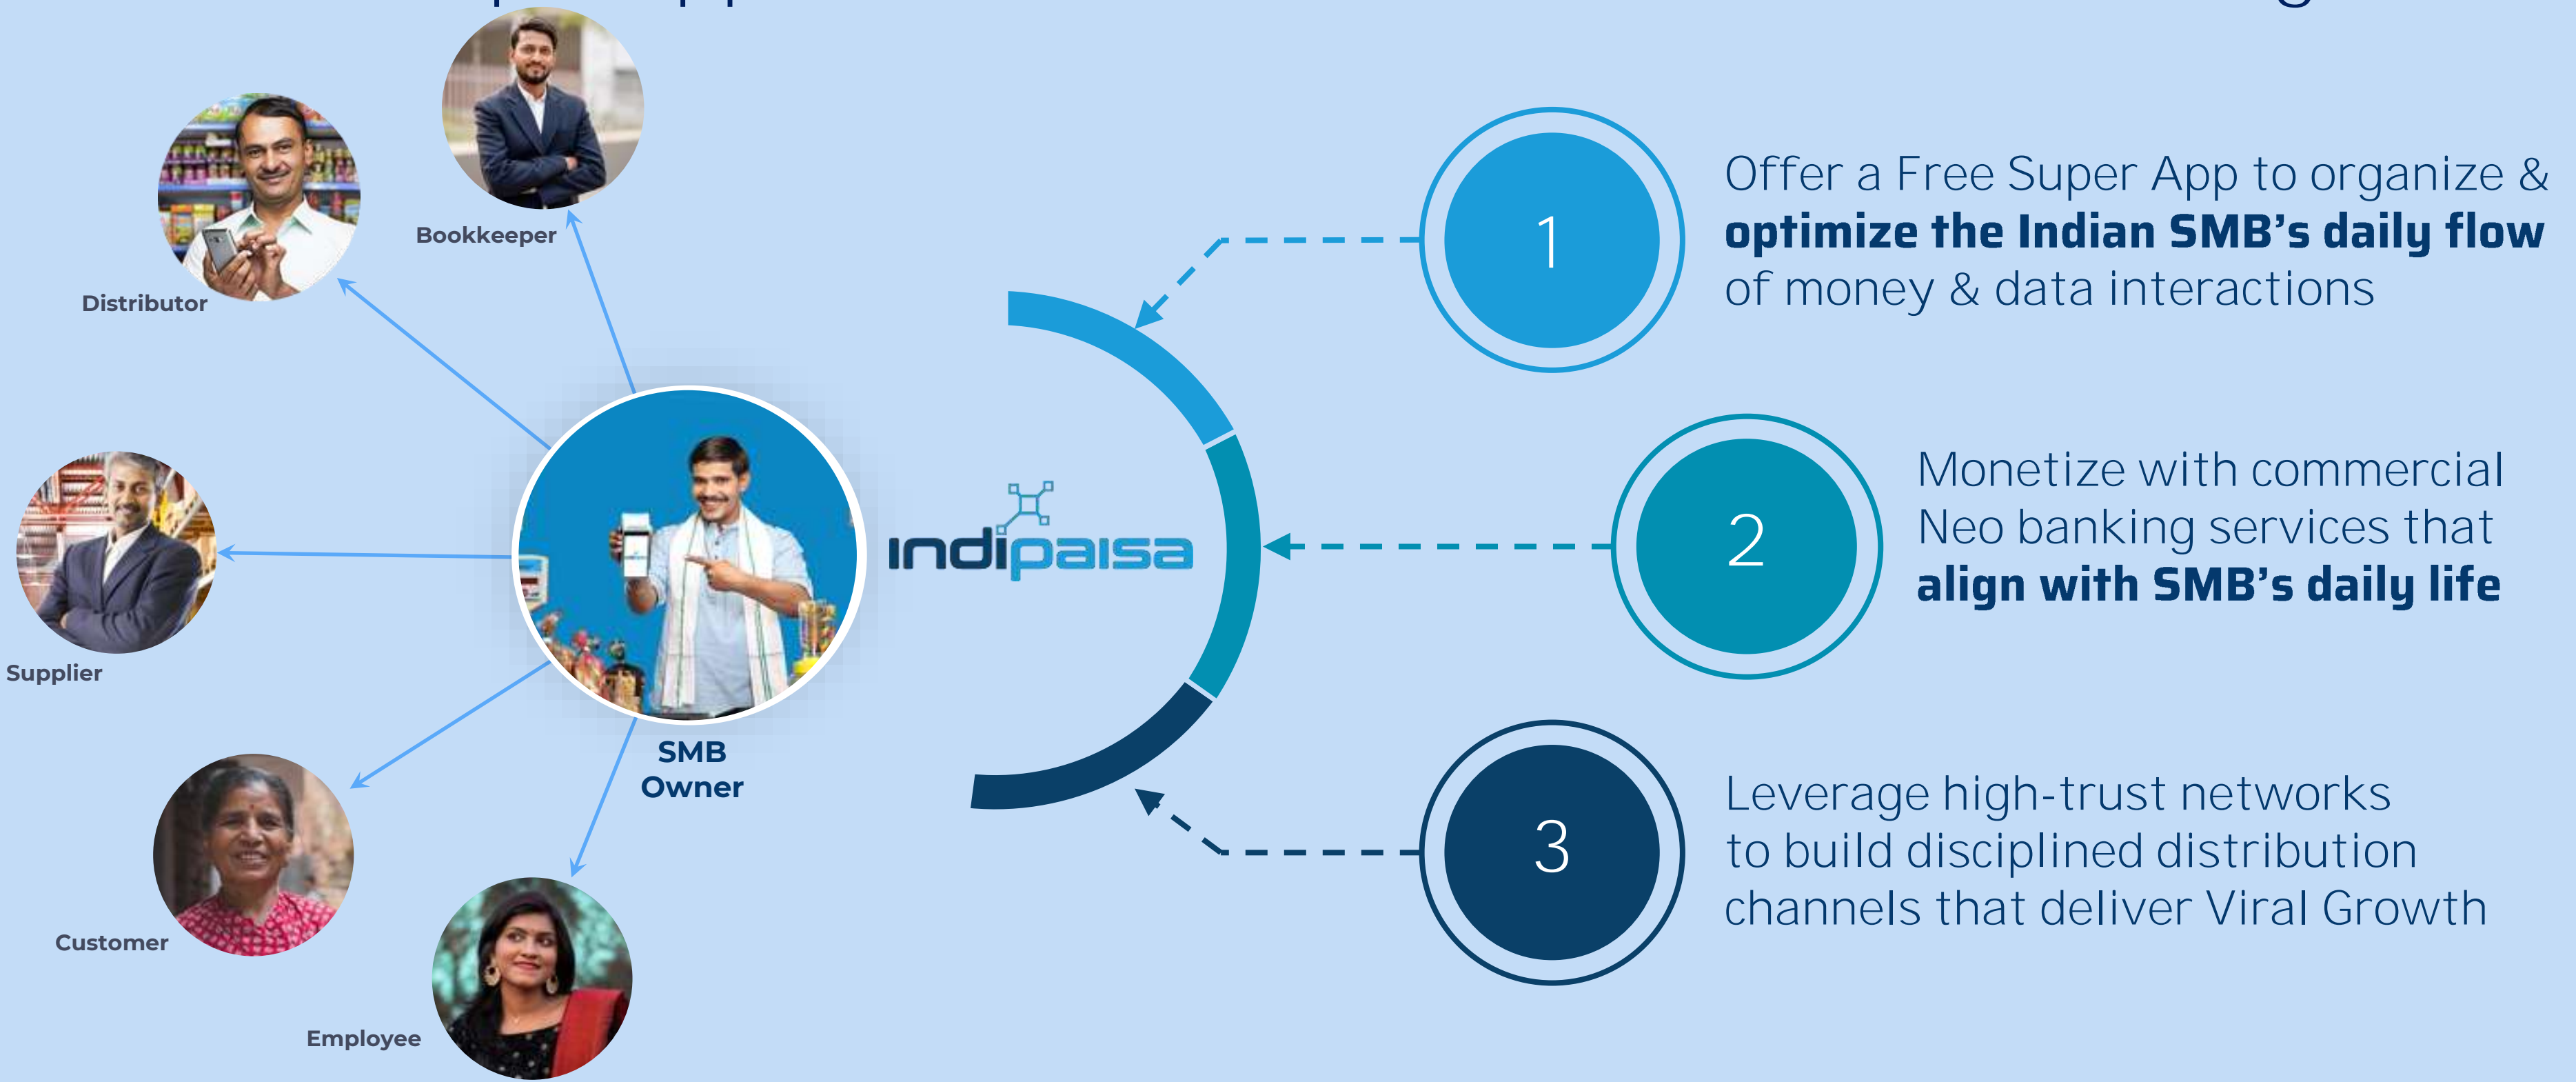 Bookkeeper
Distributor
Supplier
Customer
Employee
SMB
Owner
indipaisa
1
Offer a Free Super App to organize &
optimize the Indian SMB's daily flow
of money & data interactions
2
Monetize with commercial
Neo banking services that
align with SMB's daily life
3
Leverage high-trust networks
to build disciplined distribution
channels that deliver Viral Growth